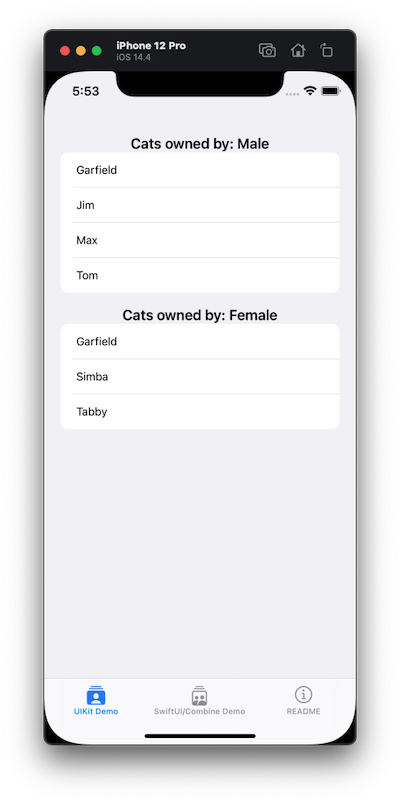 iPhone 12 Pro
iOS 14.4
5:53
Cats owned by: Male
Garfield
Jim
Max
Tom
Cats owned by: Female
Garfield
Simba
Tabby
UIKit Demo SwiftUI/Combine Demo README